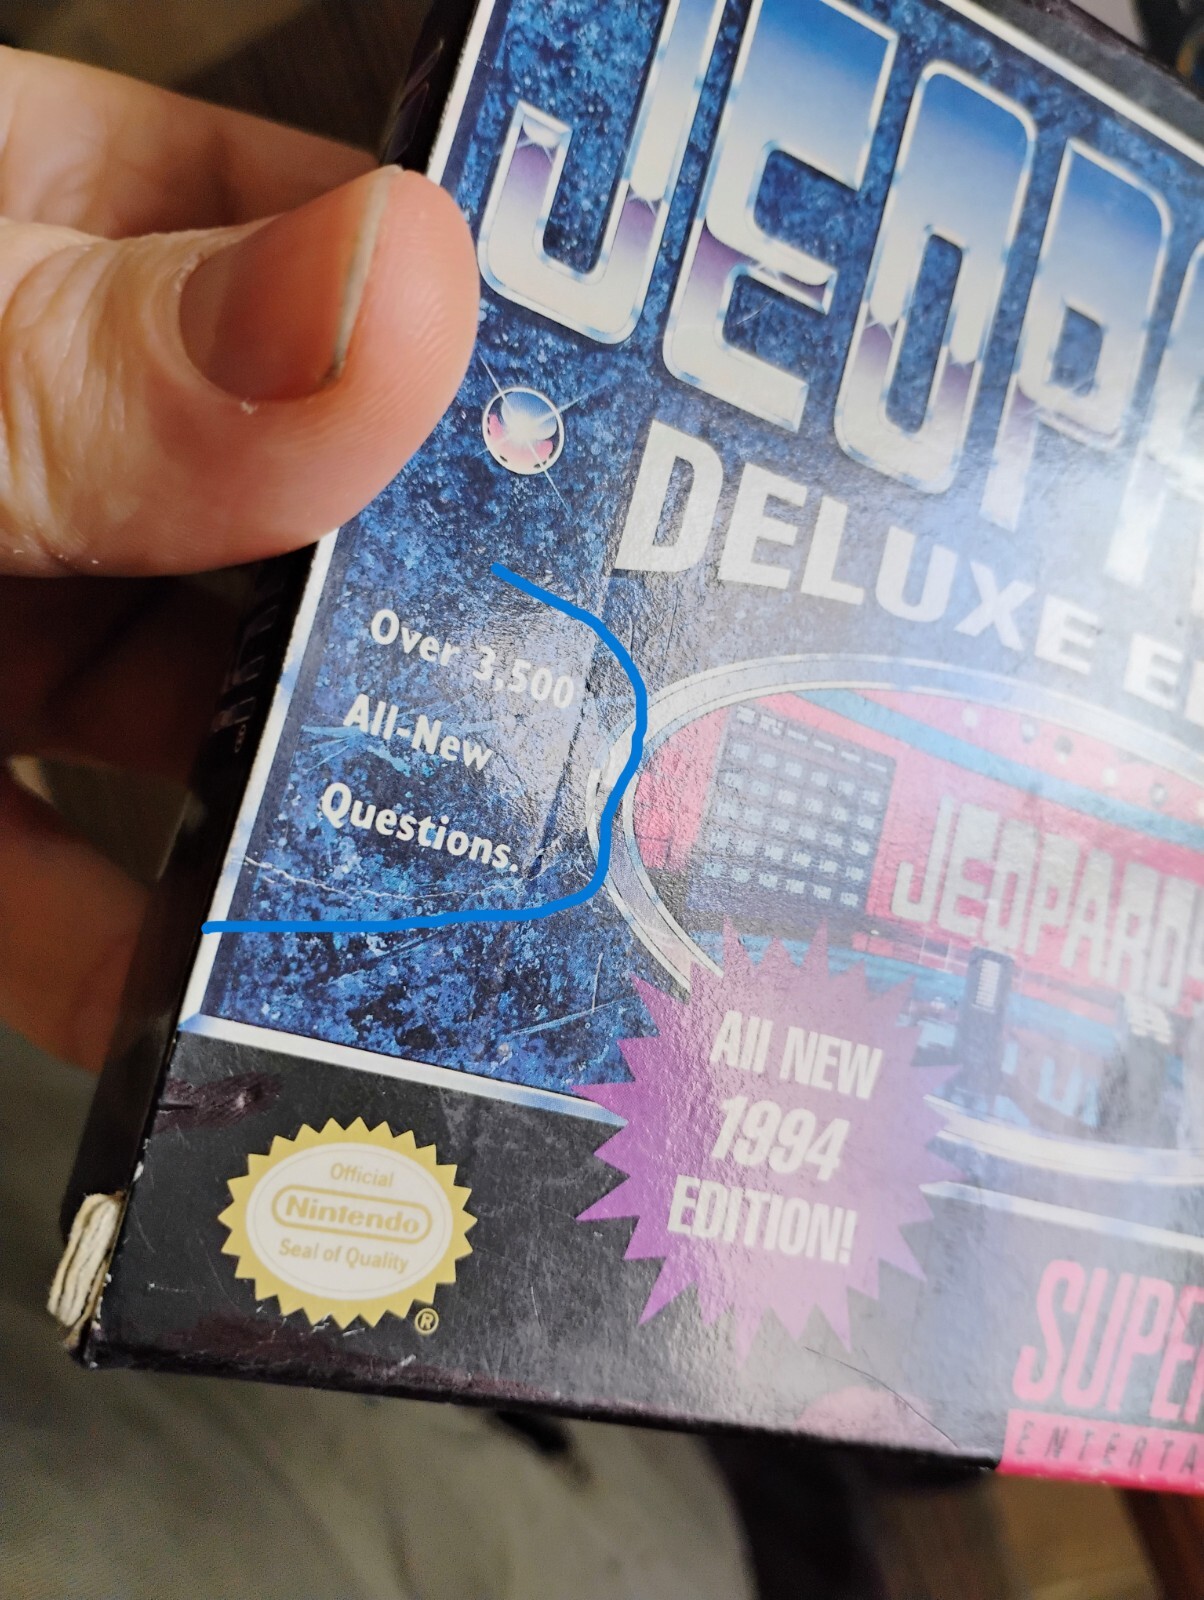 JEOP
DELUXE E
Over 3,500
All-New
Questions.
JEOPARDY
All NEW
1994
EDITION!
Official
Nintendo
Seal of Quality
®
SUPE
ENTERTA